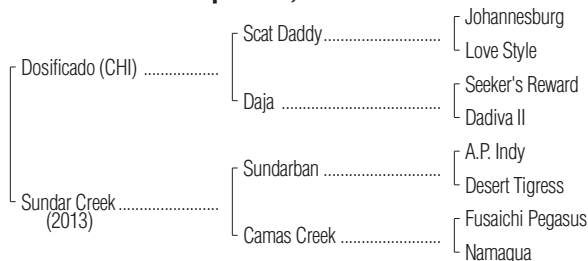 Johannesburg
Scat Daddy
Love Style
Dosificado (CHI)
Seeker's Reward
Daja
Dadiva II
A.P. Indy
Sundarban
Desert Tigress
Sundar Creek
(2013)
Fusaichi Pegasus
Camas Creek
Namaqua